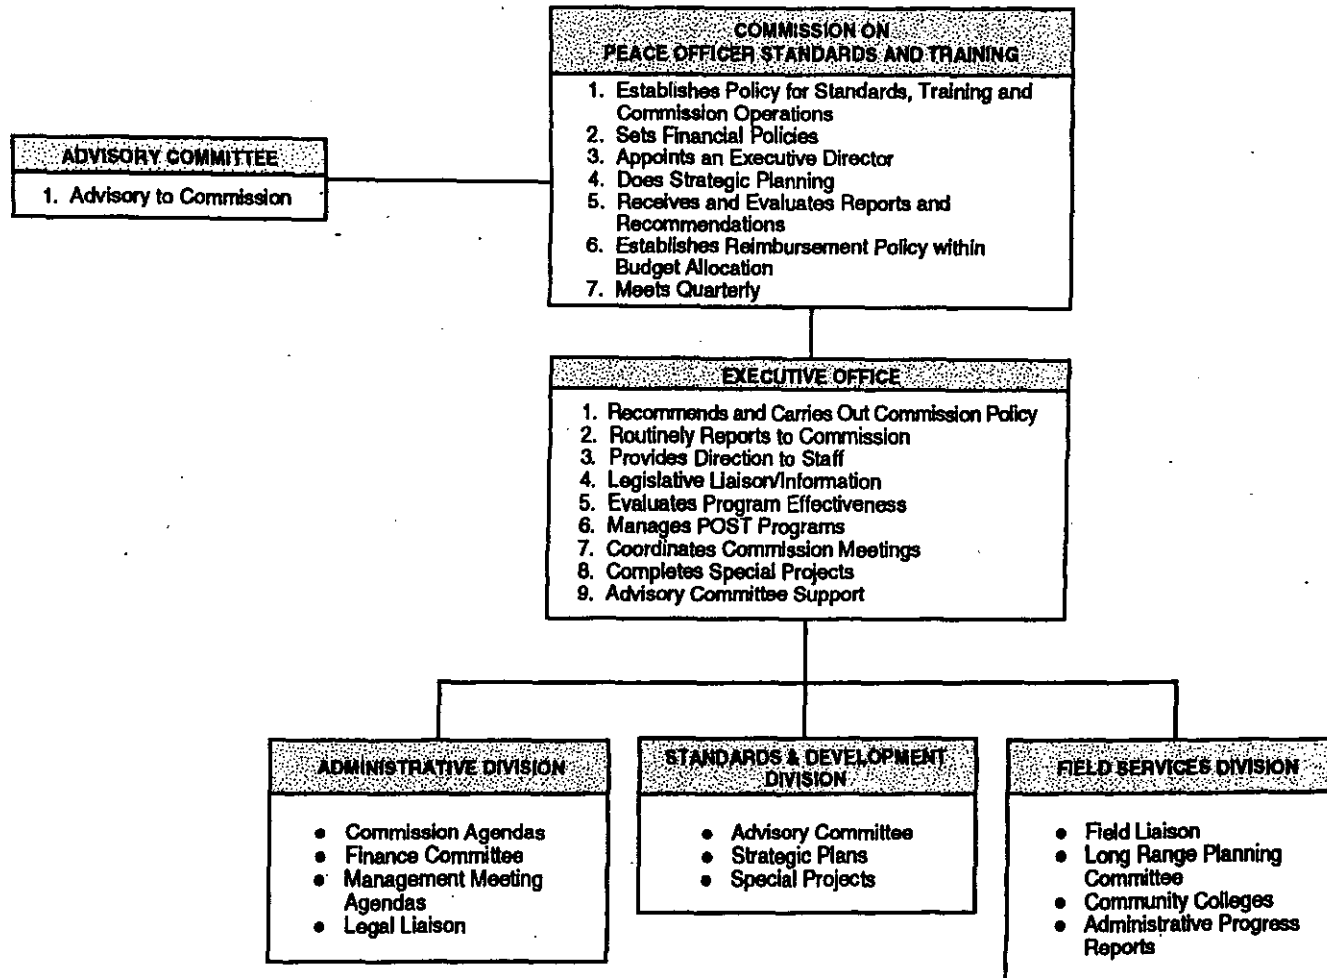 COMMISSION ON
PEACE OFFICER STANDARDS AND TRAINING
1. Establishes Policy for Standards, Training and
Commission Operations
2. Sets Financial Policies
3. Appoints an Executive Director
4. Does Strategic Planning
5. Receives and Evaluates Reports and
Recommendations
6. Establishes Reimbursement Policy within
Budget Allocation
7. Meets Quarterly
ADVISORY COMMITTEE
1. Advisory to Commission
EXECUTIVE OFFICE
1. Recommends and Carries Out Commission Policy
2. Routinely Reports to Commission
3. Provides Direction to Staff
4. Legislative Liaison/Information
5. Evaluates Program Effectiveness
6. Manages POST Programs
7. Coordinates Commission Meetings
8. Completes Special Projects
9. Advisory Committee Support
ADMINISTRATIVE DIVISION
• Commission Agendas
• Finance Committee
• Management Meeting
Agendas
• Legal Liaison
STANDARDS & DEVELOPMENT
DIVISION
• Advisory Committee
• Strategic Plans
• Special Projects
FIELD SERVICES DIVISION
• Field Liaison
• Long Range Planning
Committee
• Community Colleges
• Administrative Progress
Reports